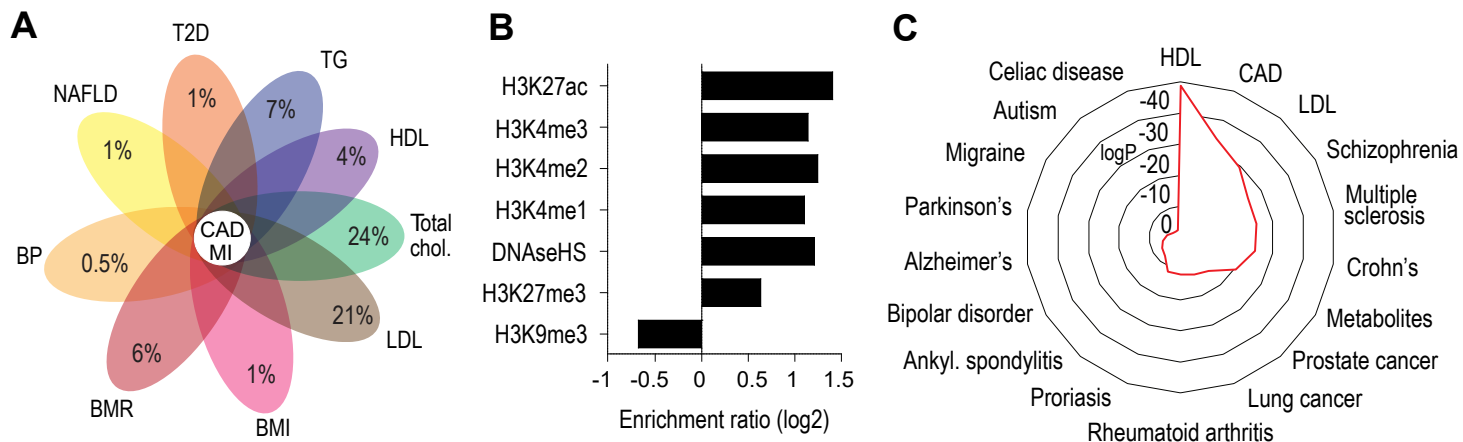 A
T2D
TG
NAFLD
1%
7%
HDL
1%
4%
CAD
MI
Total
chol.
24%
BP
0.5%
21%
LDL
6%
1%
BMR
BMI
B
H3K27ac
H3K4me3
H3K4me2
H3K4me1
DNAseHS
H3K27me3
H3K9me3
-1
-0.5
0
0.5
1
1.5
Enrichment ratio (log2)
C
HDL
CAD
LDL
Schizophrenia
Multiple
sclerosis
Crohn's
Metabolites
Prostate cancer
Lung cancer
Rheumatoid arthritis
Proriasis
Ankyl. spondylitis
Bipolar disorder
Alzheimer's
Parkinson's
Migraine
Autism
Celiac disease
-40
-30
logP
-20
-10
0